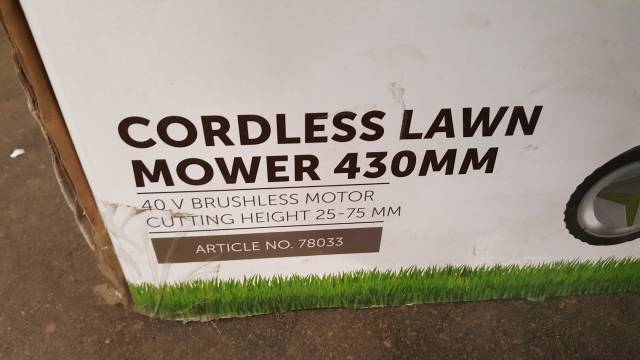 CORDLESS LAWN
MOWER 430MM
40 V BRUSHLESS MOTOR
CUTTING HEIGHT 25-75 MM
ARTICLE NO. 78033